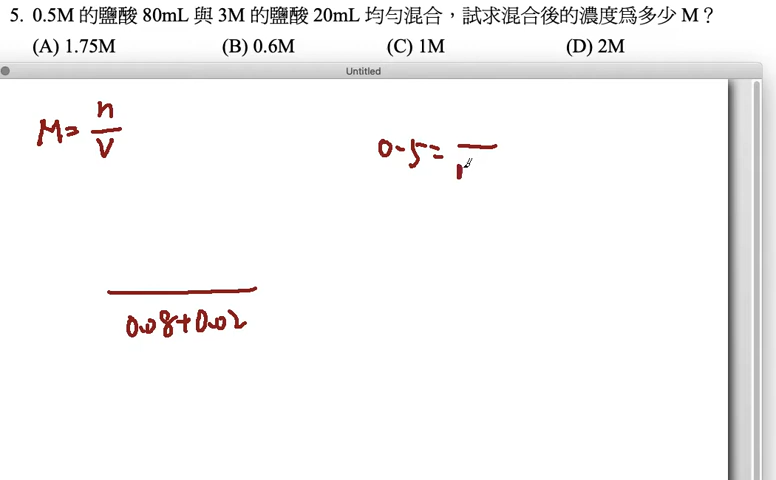 5. 0.5M 的鹽酸 80mL 與 3M 的鹽酸 20mL 均勻混合，試求混合後的濃度爲多少 M？
(A) 1.75M (B) 0.6M (C) 1M (D) 2M
Untitled
M = n/V
0.5 =
0.08+0.02